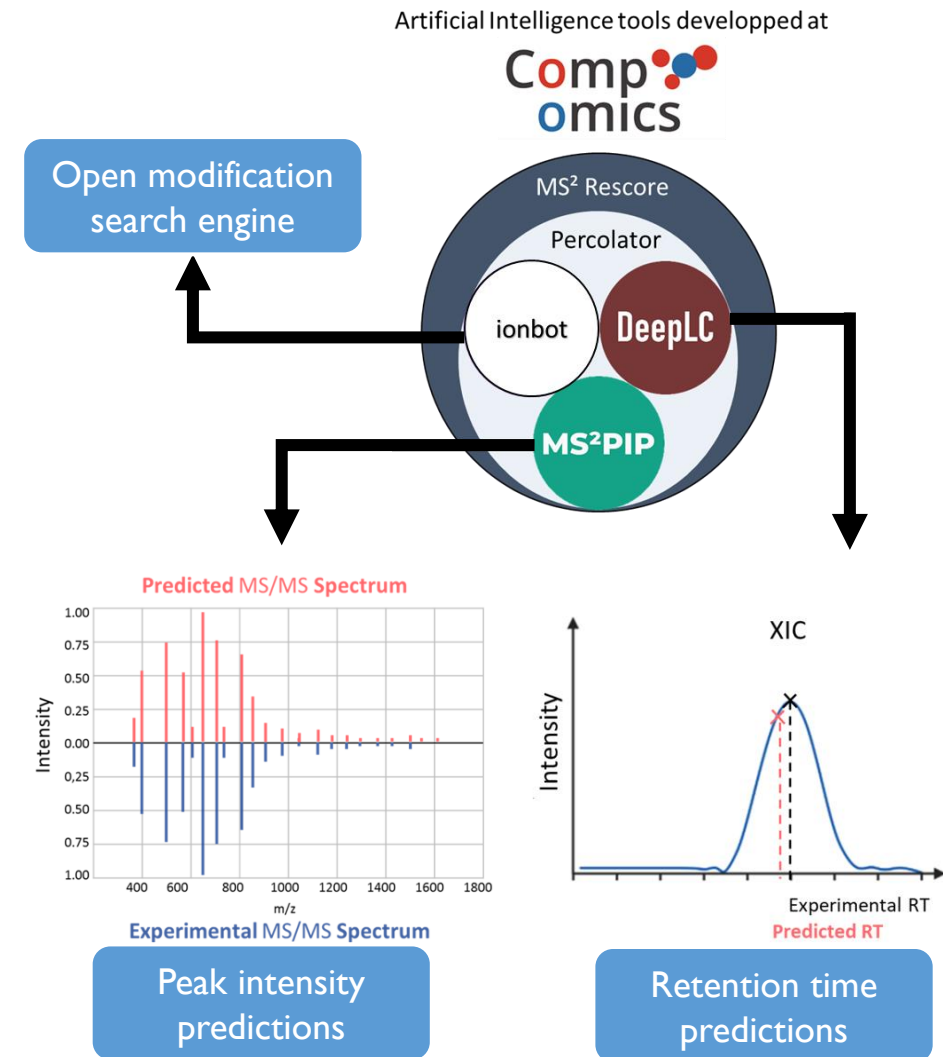 Artificial Intelligence tools developped at
Comp
omics
Open modification
search engine
MS² Rescore
Percolator
ionbot
DeepLC
MS²PIP
Predicted MS/MS Spectrum
1.00
0.75
0.50
0.25
0.00
0,25
0.50
0.75
1.00
Intensity
400 600 800 1000 1200 1400 1600 1800
m/z
Experimental MS/MS Spectrum
Peak intensity
predictions
XIC
Intensity
Experimental RT
Predicted RT
Retention time
predictions